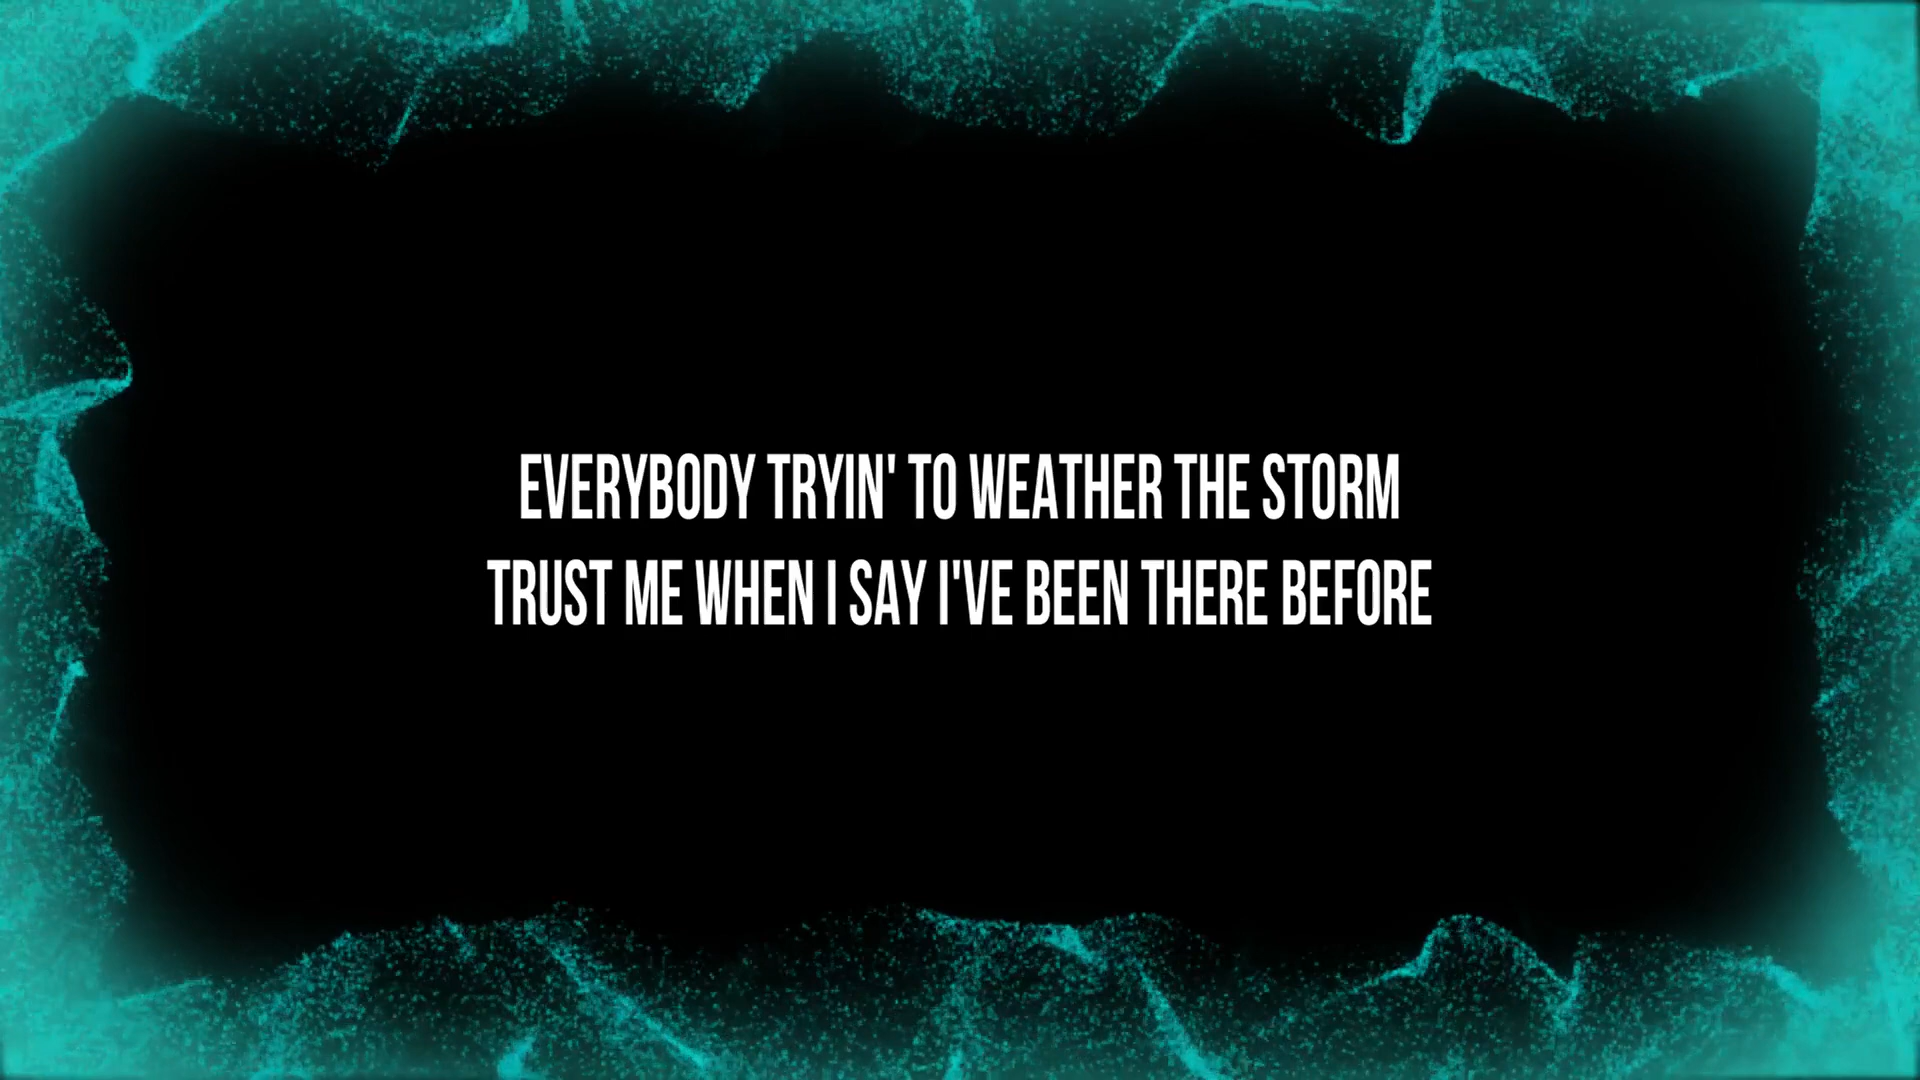 EVERYBODY TRYIN' TO WEATHER THE STORM
TRUST ME WHEN I SAY I'VE BEEN THERE BEFORE